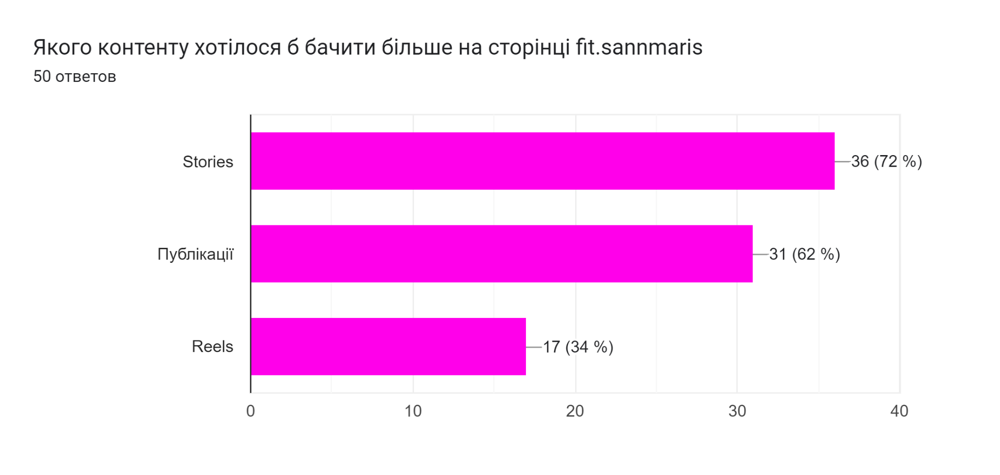 Якого контенту хотілося б бачити більше на сторінці fit.sannmaris
50 ответов
Stories
36 (72 %)
Публікації
31 (62 %)
Reels
17 (34 %)
0 10 20 30 40